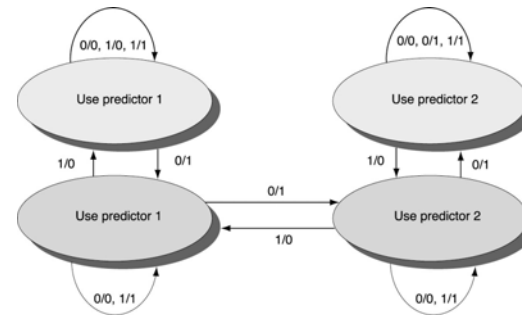 0/0, 1/0, 1/1
0/0, 0/1, 1/1
Use predictor 1
Use predictor 2
1/0
0/1
1/0
0/1
Use predictor 1
0/1
Use predictor 2
1/0
0/0, 1/1
0/0, 1/1